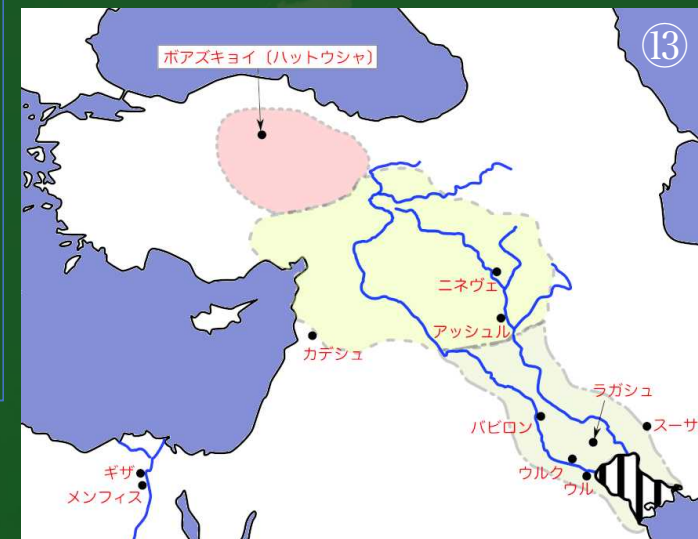 ⑬
ボアズキョイ〔ハットウシャ〕
ニネヴェ
アッシュル
カデシュ
ラガシュ
バビロン
スーサ
ウルク
ウル
ギザ
メンフィス